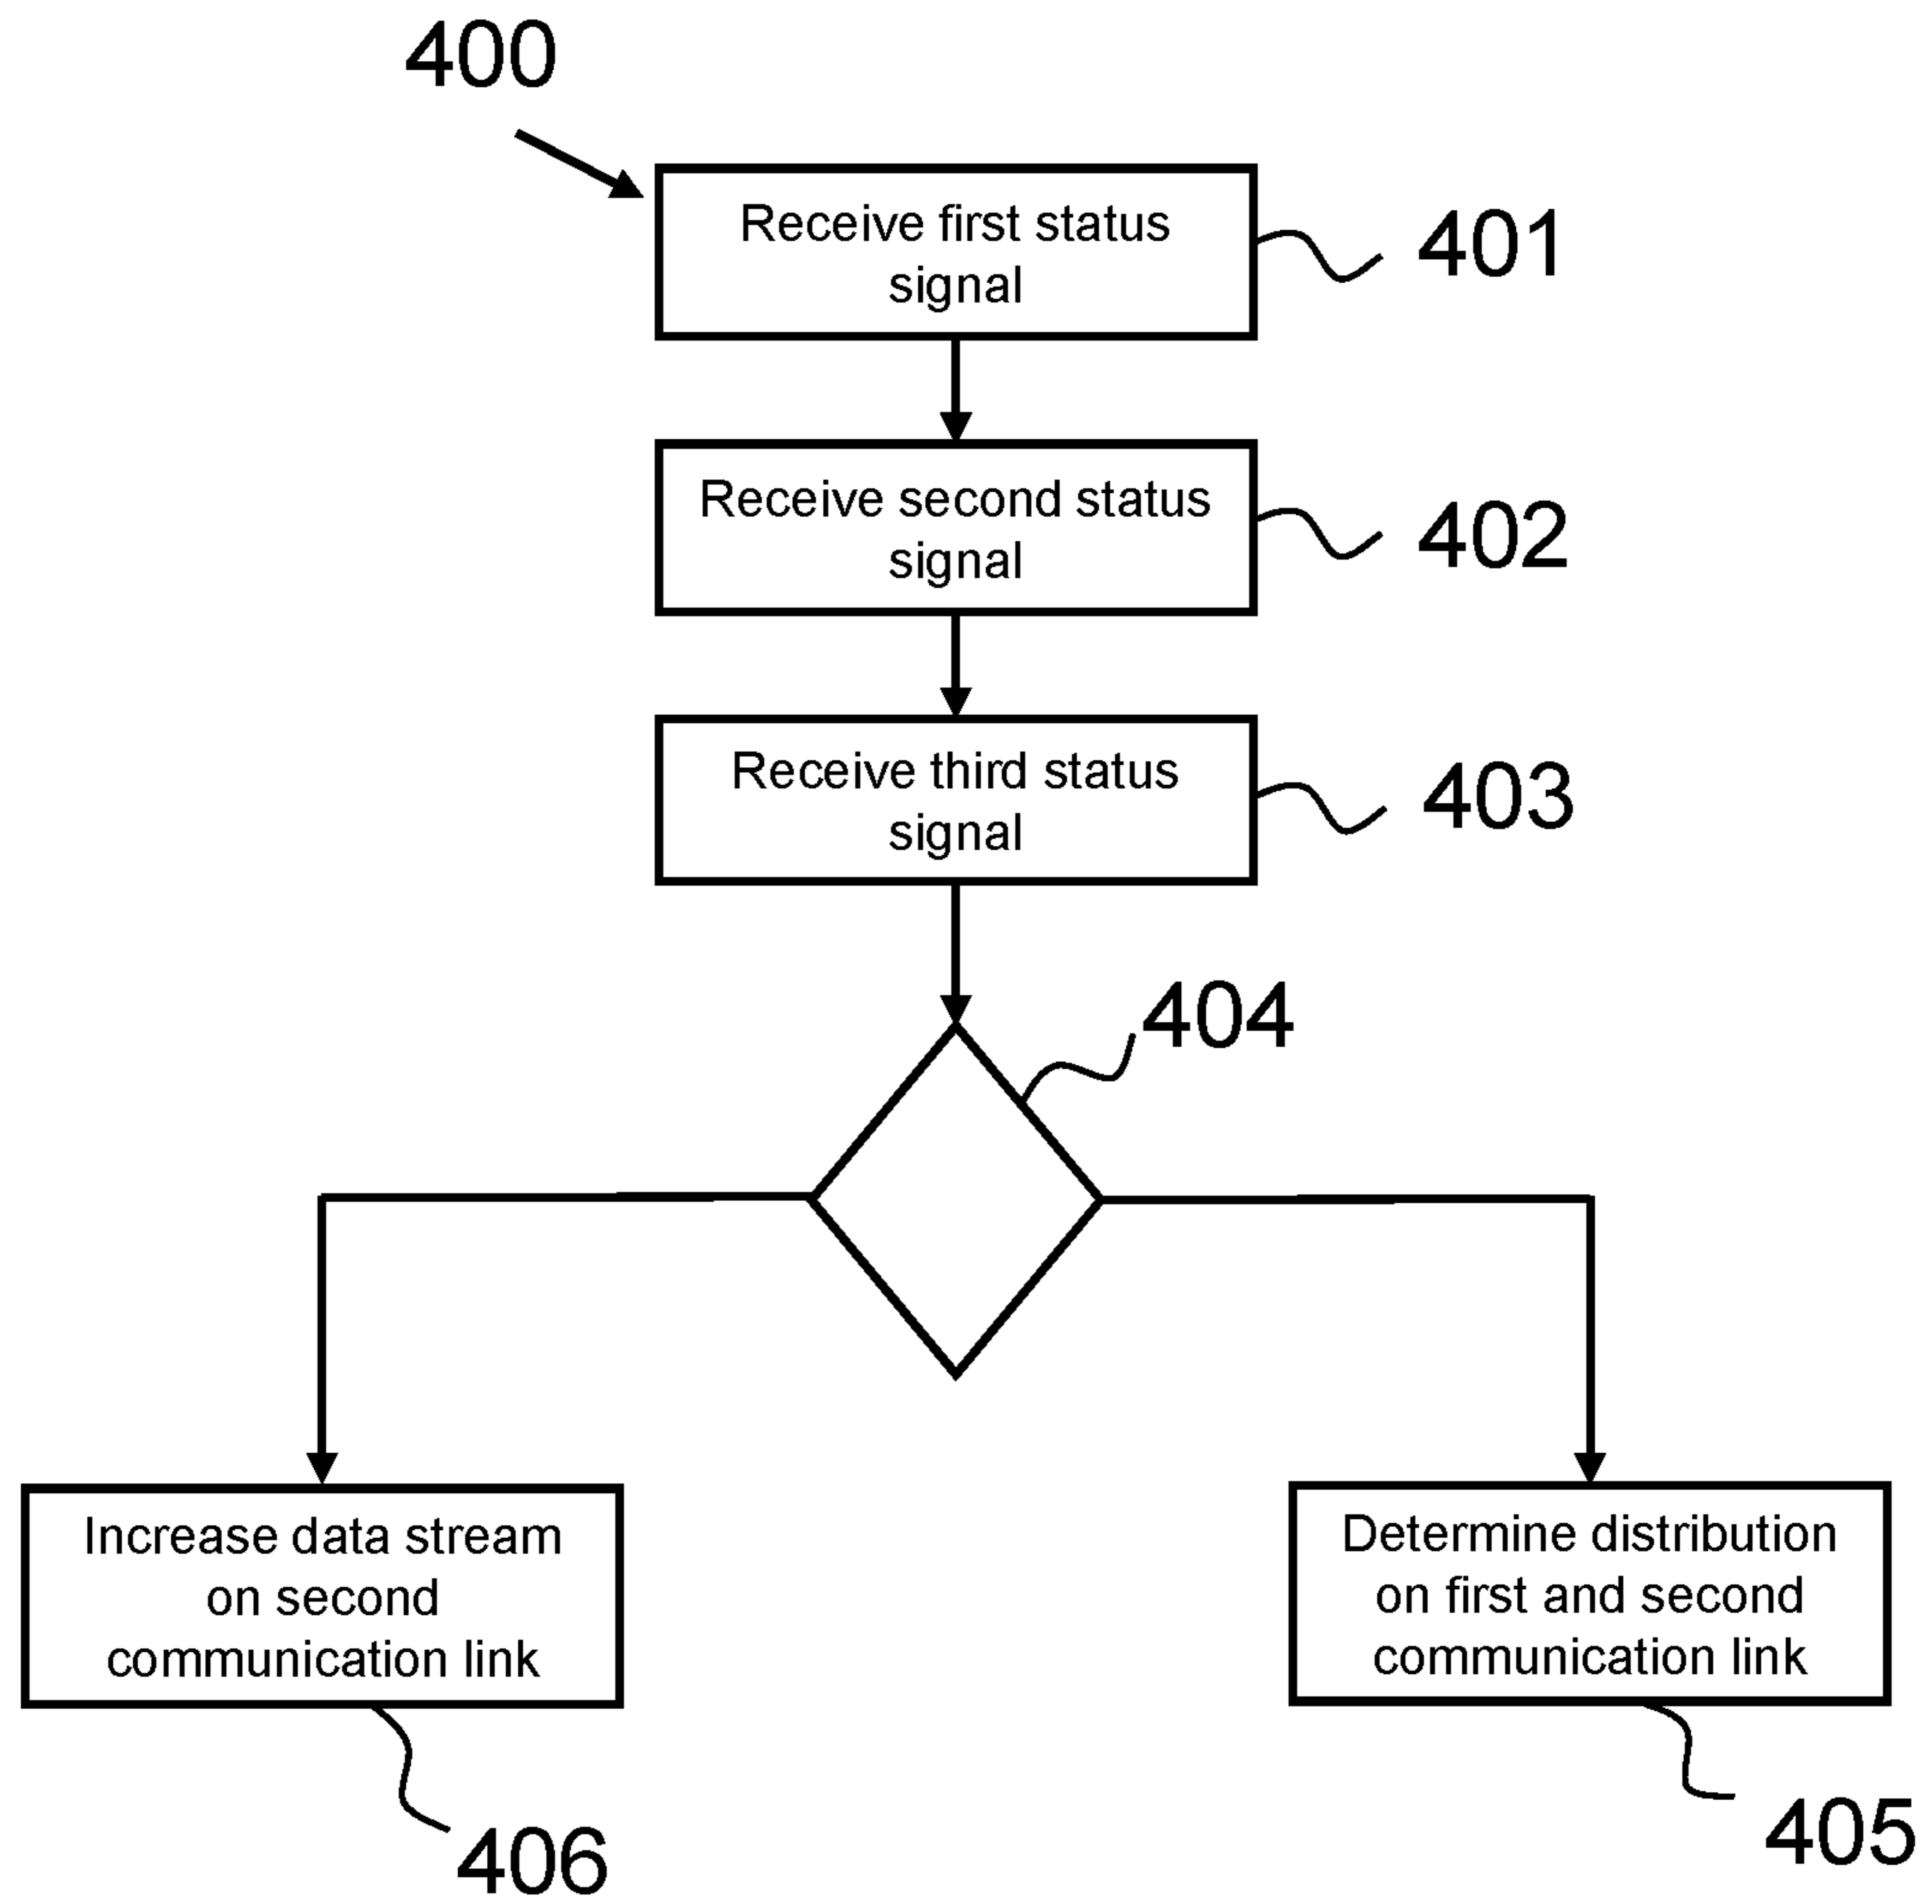 400
Receive first status
signal
401
Receive second status
signal
402
Receive third status
signal
403
404
Increase data stream
on second
communication link
406
Determine distribution
on first and second
communication link
405